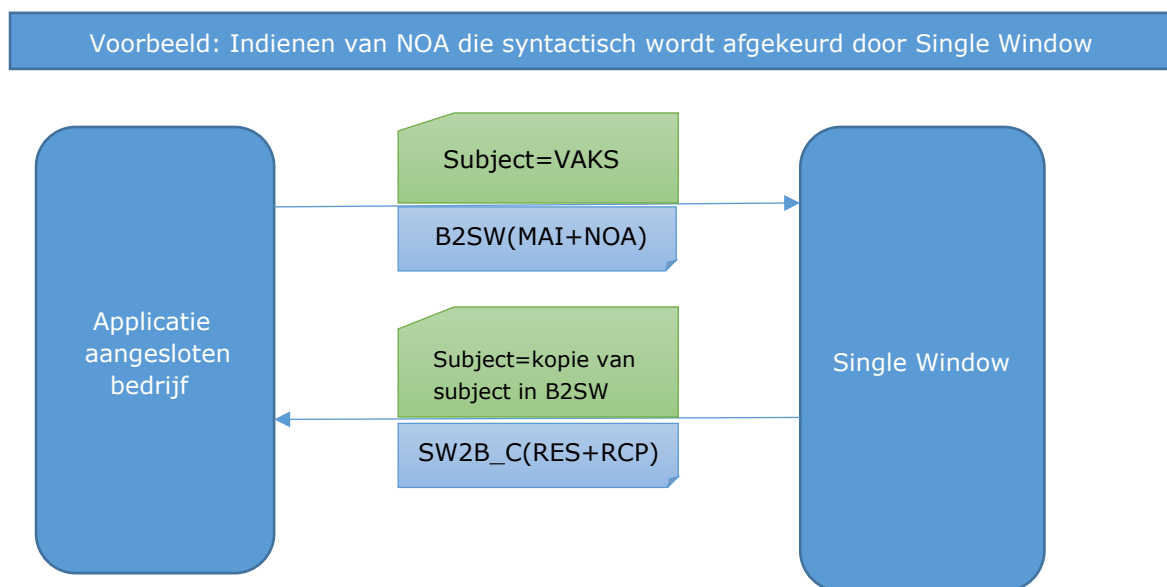 Voorbeeld: Indienen van NOA die syntactisch wordt afgekeurd door Single Window
Subject=VAKS
B2SW(MAI+NOA)
Applicatie
aangesloten
bedrijf
Subject=kopie van
subject in B2SW
Single Window
SW2B_C(RES+RCP)